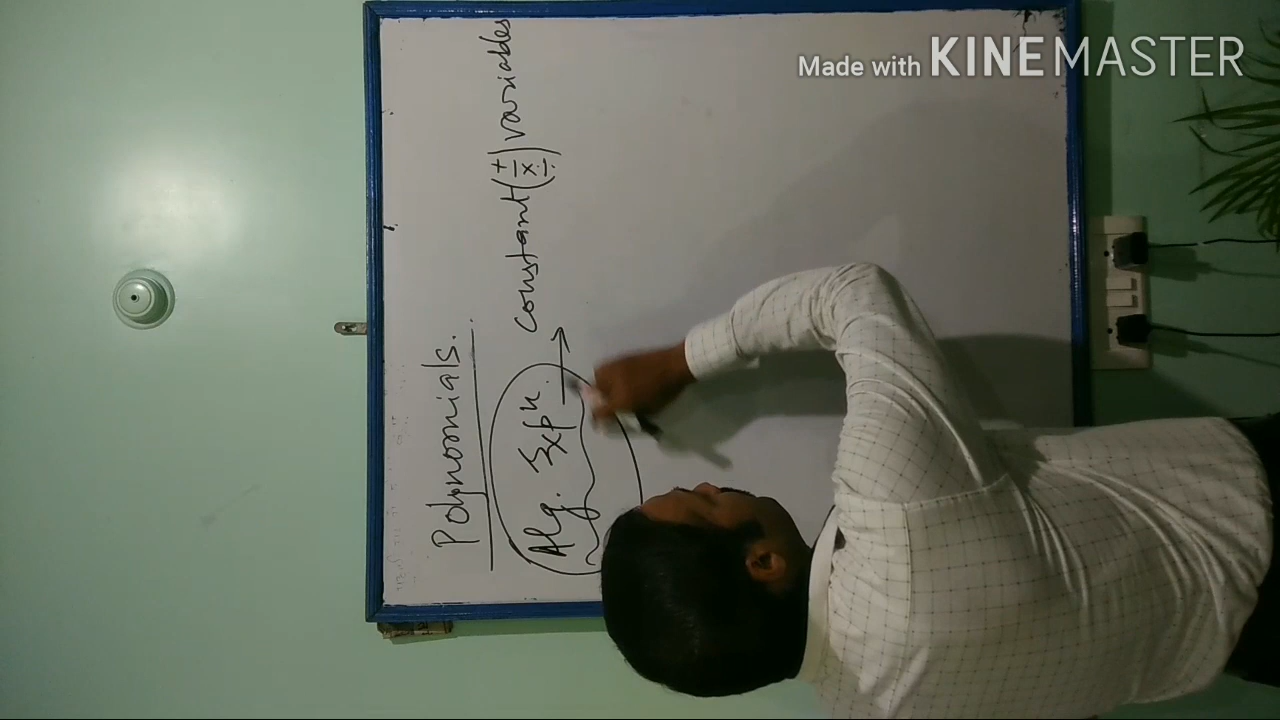 Made with KINEMASTER
Polynomials.
Alg. Expn. → constant (+ − × ÷) variables